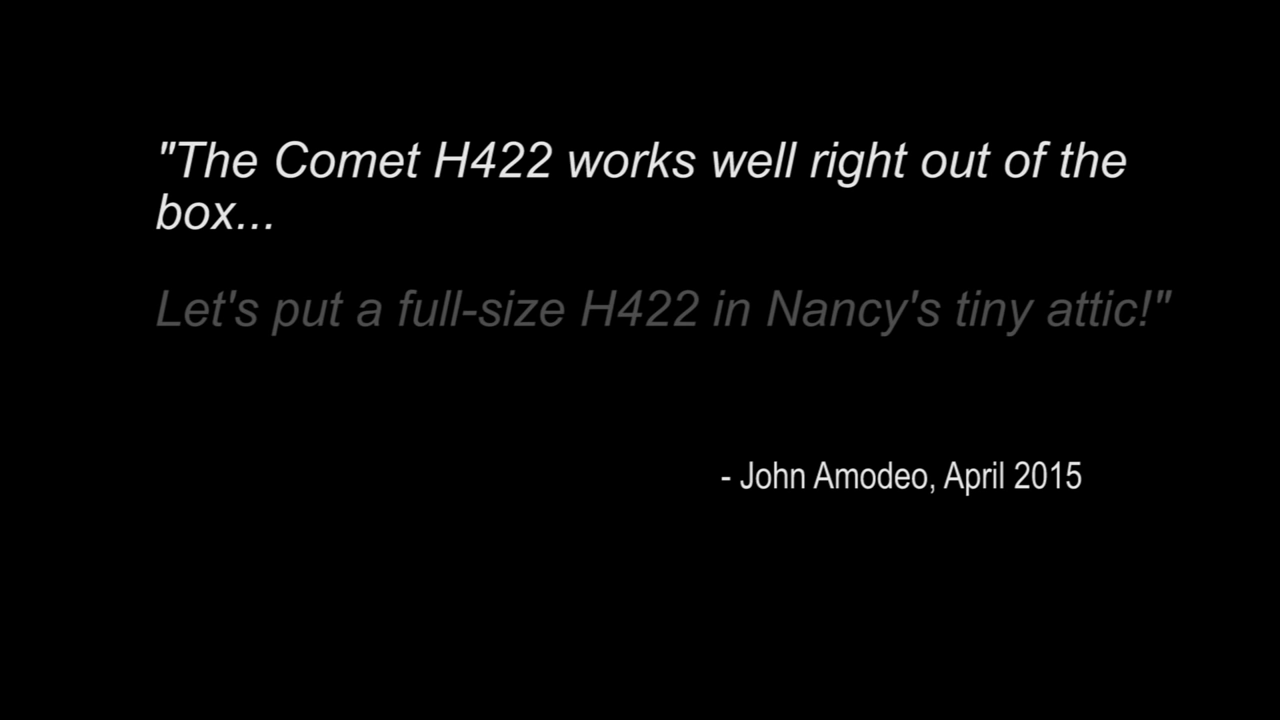 "The Comet H422 works well right out of the
box...
Let's put a full-size H422 in Nancy's tiny attic!"
- John Amodeo, April 2015